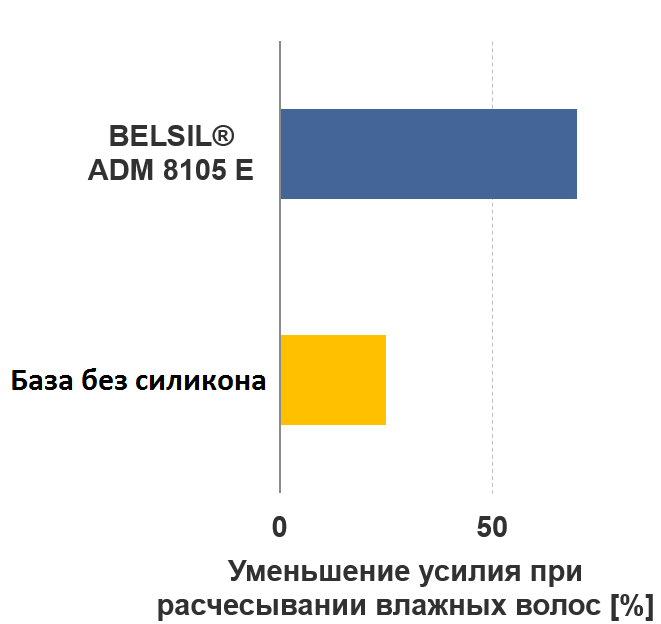 BELSIL®
ADM 8105 E
База без силикона
0
50
Уменьшение усилия при
расчесывании влажных волос [%]